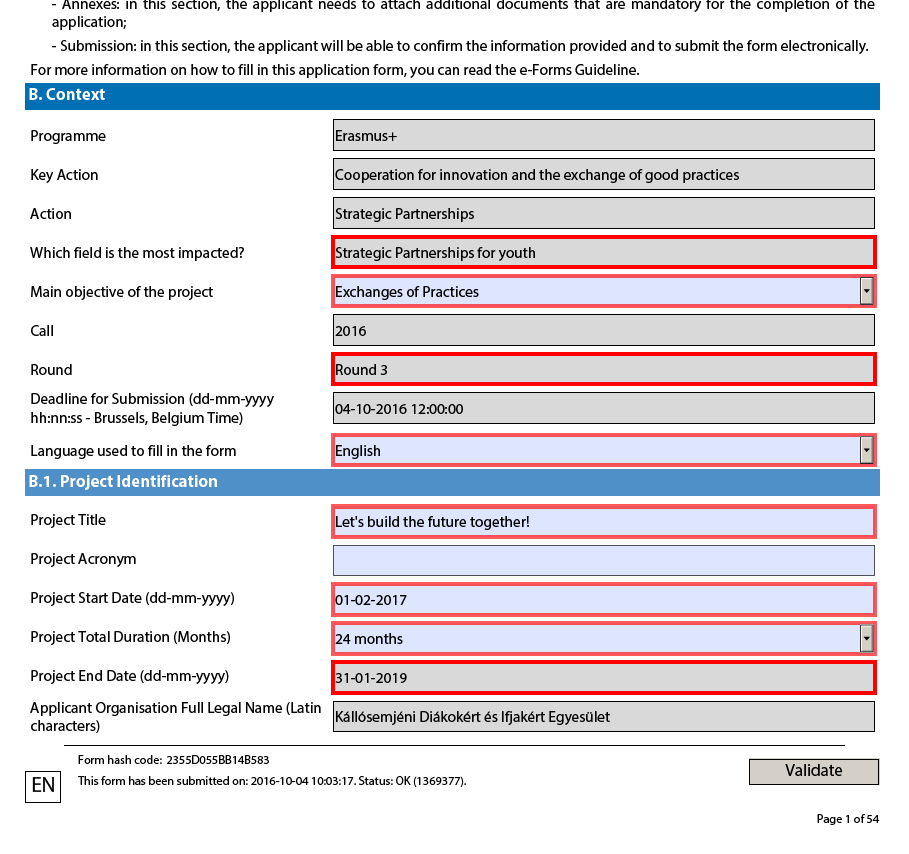 - Annexes: in this section, the applicant needs to attach additional documents that are mandatory for the completion of the
application;
- Submission: in this section, the applicant will be able to confirm the information provided and to submit the form electronically.
For more information on how to fill in this application form, you can read the e-Forms Guideline.
B. Context
Programme Erasmus+
Key Action Cooperation for innovation and the exchange of good practices
Action Strategic Partnerships
Which field is the most impacted? Strategic Partnerships for youth
Main objective of the project Exchanges of Practices
Call 2016
Round Round 3
Deadline for Submission (dd-mm-yyyy
hh:nn:ss - Brussels, Belgium Time) 04-10-2016 12:00:00
Language used to fill in the form English
B.1. Project Identification
Project Title Let's build the future together!
Project Acronym
Project Start Date (dd-mm-yyyy) 01-02-2017
Project Total Duration (Months) 24 months
Project End Date (dd-mm-yyyy) 31-01-2019
Applicant Organisation Full Legal Name (Latin
characters) Kállósemjéni Diákokért és Ifjakért Egyesület
Form hash code: 2355D055BB14B583
EN This form has been submitted on: 2016-10-04 10:03:17. Status: OK (1369377).
Validate
Page 1 of 54